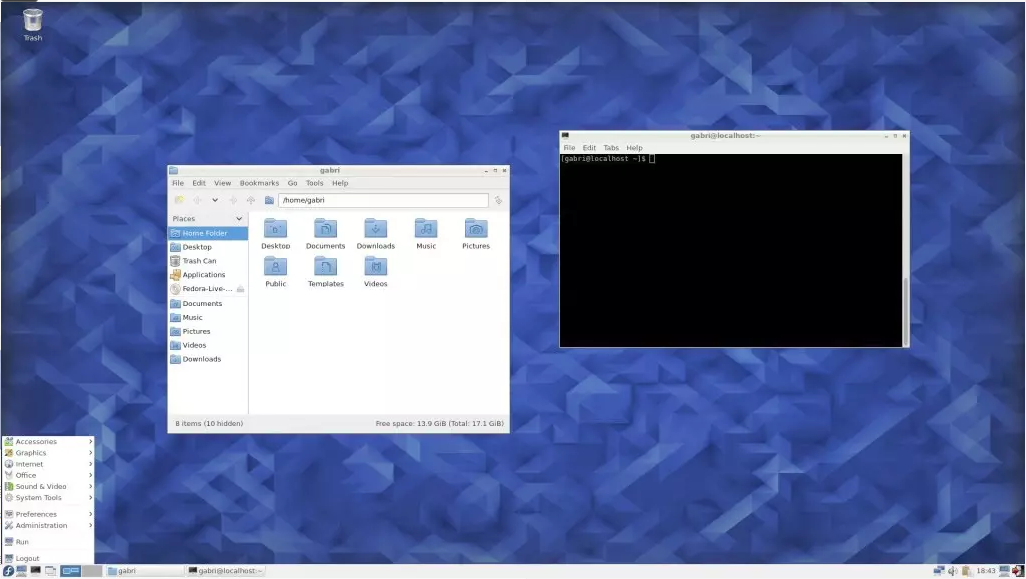 Trash
gabri
File Edit View Bookmarks Go Tools Help
/home/gabri
Places
Home Folder
Desktop
Trash Can
Applications
Fedora-Live-...
Documents
Music
Pictures
Videos
Downloads
Desktop Documents Downloads Music Pictures
Public Templates Videos
8 items (10 hidden) Free space: 13.9 GiB (Total: 17.1 GiB)
gabri@localhost:~
File Edit Tabs Help
[gabri@localhost ~]$
Accessories
Graphics
Internet
Office
Sound & Video
System Tools
Preferences
Administration
Run
Logout
gabri gabri@localhost:~ 18:43